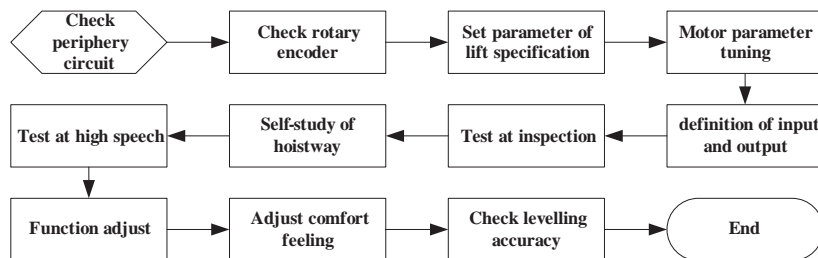 Check
periphery
circuit
Check rotary
encoder
Set parameter of
lift specification
Motor parameter
tuning
definition of input
and output
Test at inspection
Self-study of
hoistway
Test at high speech
Function adjust
Adjust comfort
feeling
Check levelling
accuracy
End